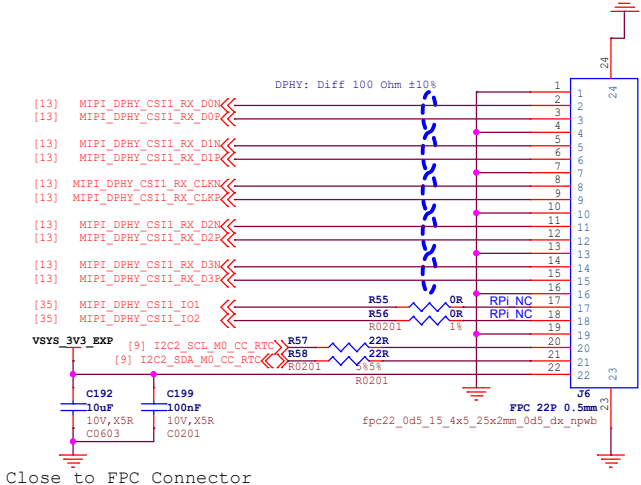 24
DPHY: Diff 100 Ohm ±10%
1 1 24
[13] MIPI_DPHY_CSI1_RX_D0N 2 2
[13] MIPI_DPHY_CSI1_RX_D0P 3 3
4 4
[13] MIPI_DPHY_CSI1_RX_D1N 5 5
[13] MIPI_DPHY_CSI1_RX_D1P 6 6
7 7
[13] MIPI_DPHY_CSI1_RX_CLKN 8 8
[13] MIPI_DPHY_CSI1_RX_CLKP 9 9
10 10
[13] MIPI_DPHY_CSI1_RX_D2N 11 11
[13] MIPI_DPHY_CSI1_RX_D2P 12 12
13 13
[13] MIPI_DPHY_CSI1_RX_D3N 14 14
[13] MIPI_DPHY_CSI1_RX_D3P 15 15
16 16
[35] MIPI_DPHY_CSI1_IO1 R55 0R RPi NC 17 17
[35] MIPI_DPHY_CSI1_IO2 R56 0R RPi NC 18 18
R0201 1%
19 19
VSYS_3V3_EXP
[9] I2C2_SCL_M0_CC_RTC R57 22R 20 20
[9] I2C2_SDA_M0_CC_RTC R58 22R 21 21
R0201 5%5% 22 22 23
R0201
C192 C199 J6
10uF 100nF FPC 22P 0.5mm 23
10V,X5R 10V,X5R fpc22_0d5_15_4x5_25x2mm_0d5_dx_npwb
C0603 C0201
Close to FPC Connector